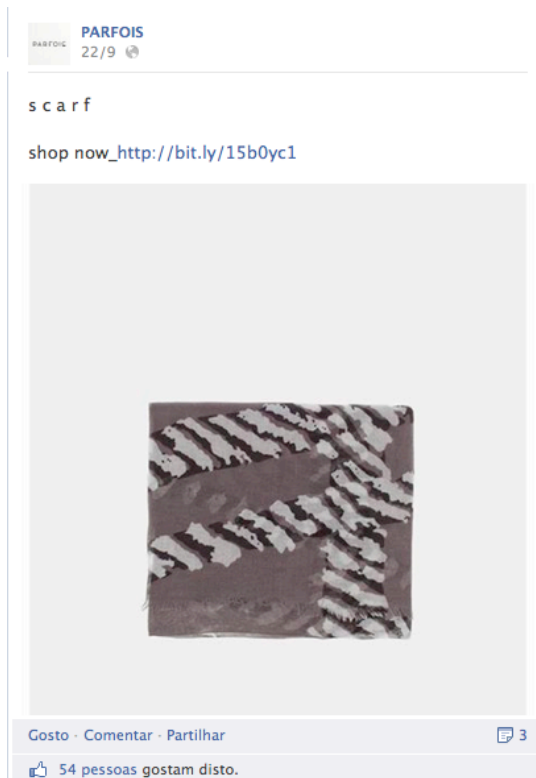 PARFOIS
PARFOIS
22/9
s c a r f
shop now_http://bit.ly/15b0yc1
Gosto · Comentar · Partilhar
3
54 pessoas gostam disto.